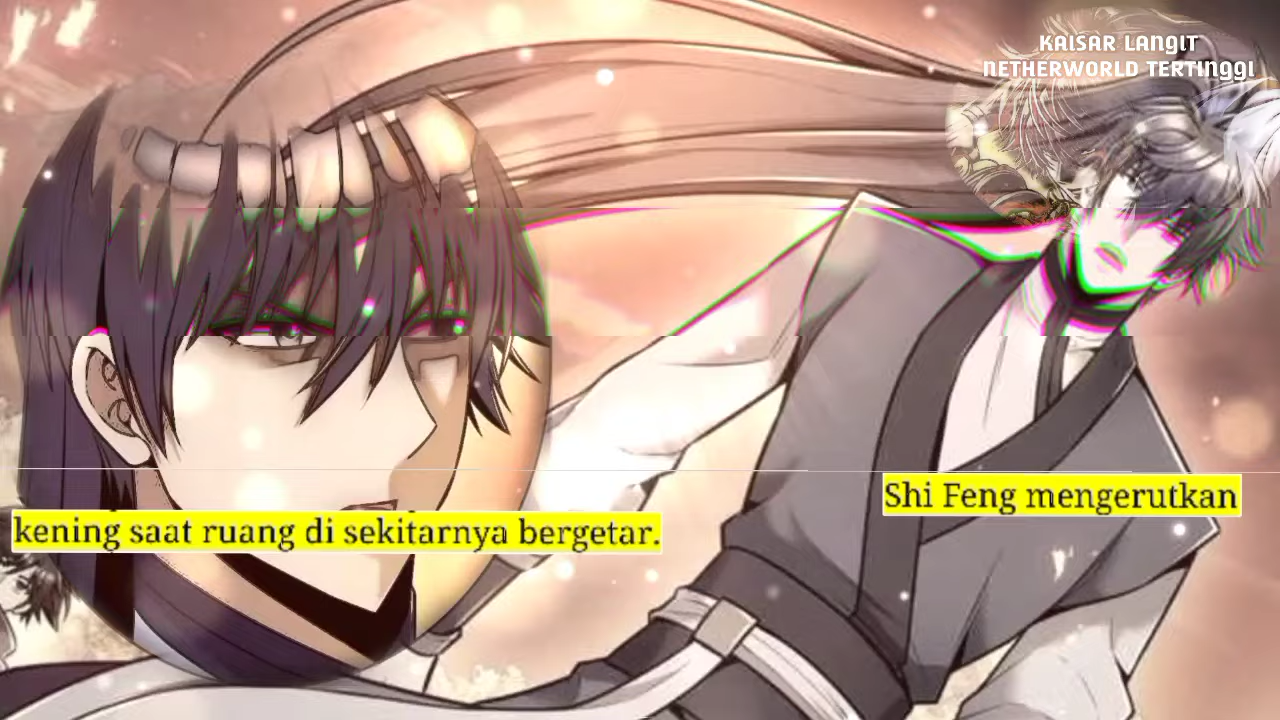 KAISAR LANGIT
NETHERWORLD TERTINGGI
Shi Feng mengerutkan
kening saat ruang di sekitarnya bergetar.